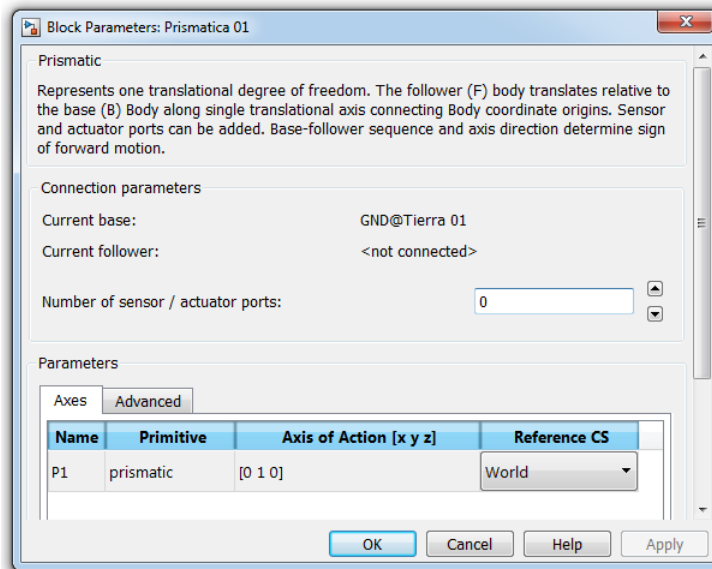 Block Parameters: Prismatica 01
Prismatic
Represents one translational degree of freedom. The follower (F) body translates relative to
the base (B) Body along single translational axis connecting Body coordinate origins. Sensor
and actuator ports can be added. Base-follower sequence and axis direction determine sign
of forward motion.
Connection parameters
Current base: GND@Tierra 01
Current follower: <not connected>
Number of sensor / actuator ports: 0
Parameters
Axes Advanced
Name Primitive Axis of Action [x y z] Reference CS
P1 prismatic [0 1 0] World
OK Cancel Help Apply